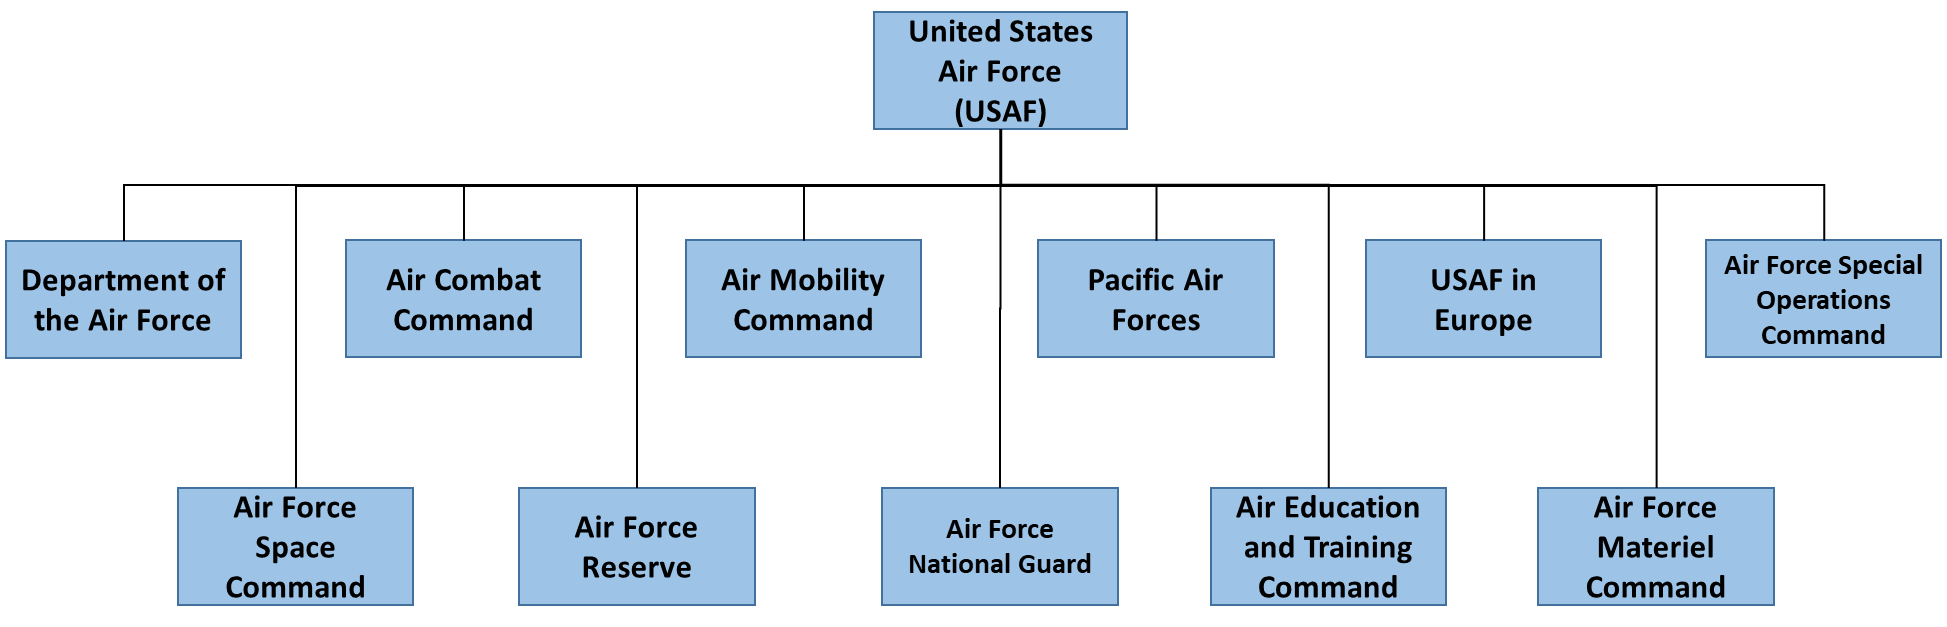 United States
Air Force
(USAF)
Department of
the Air Force
Air Combat
Command
Air Mobility
Command
Pacific Air
Forces
USAF in
Europe
Air Force Special
Operations
Command
Air Force
Space
Command
Air Force
Reserve
Air Force
National Guard
Air Education
and Training
Command
Air Force
Materiel
Command